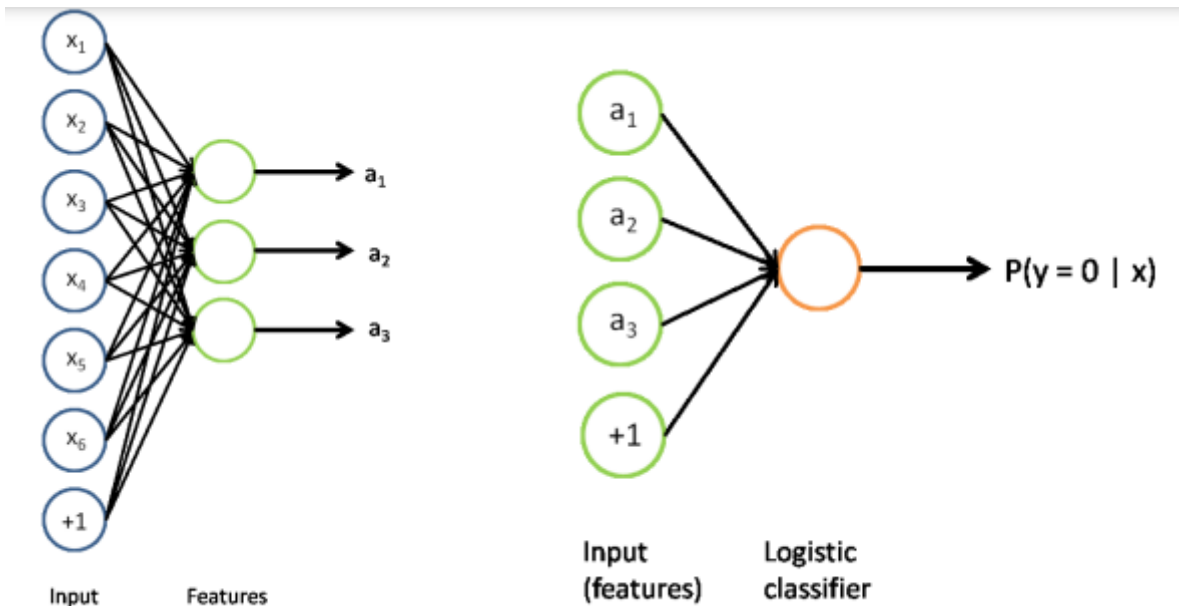 x₁
x₂
x₃
x₄
x₅
x₆
+1
a₁
a₂
a₃
Input
Features
a₁
a₂
a₃
+1
P(y = 0 | x)
Input
(features)
Logistic
classifier